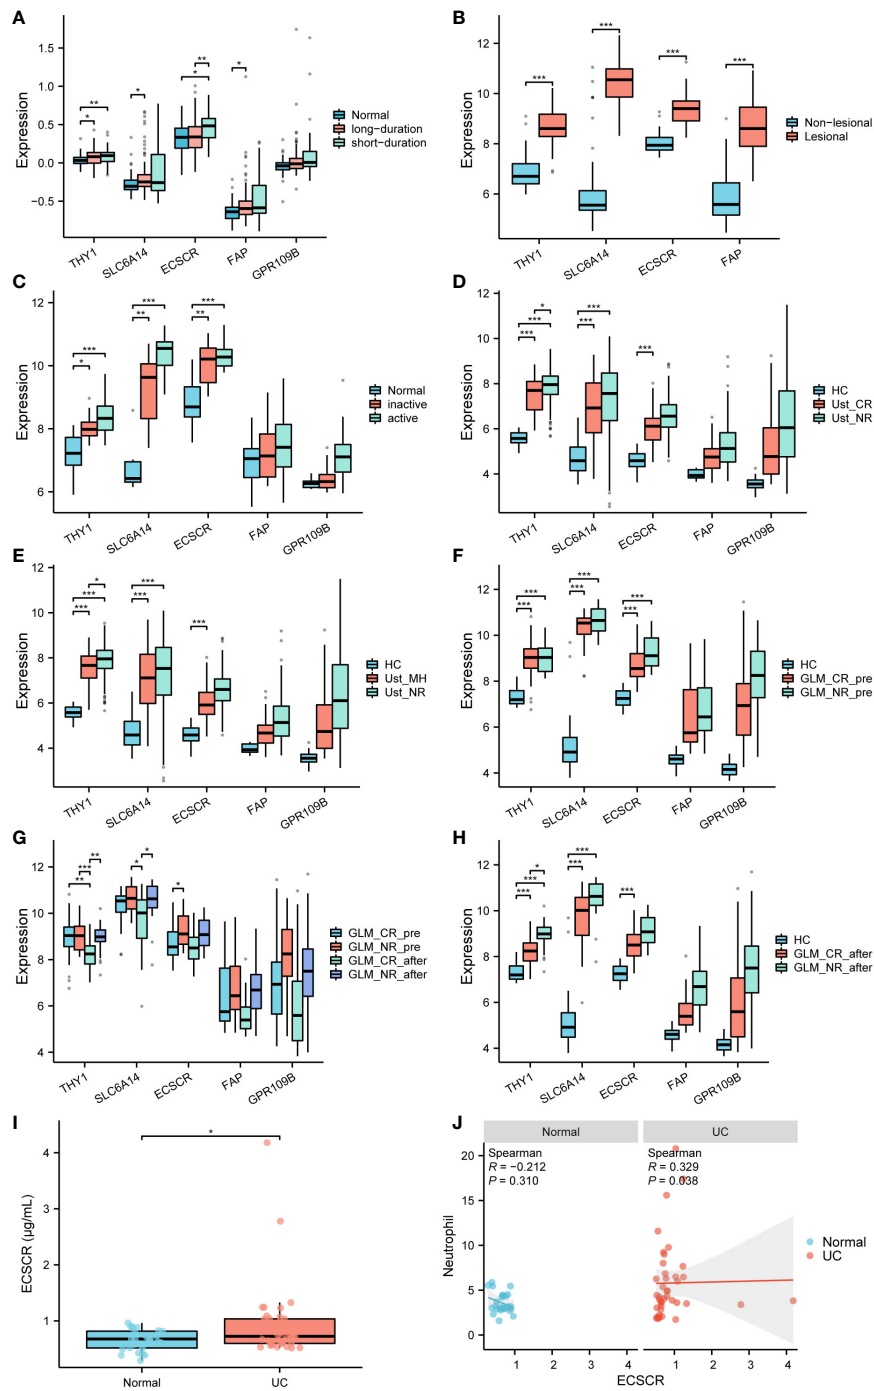 A
Expression
1.5
1.0
0.5
0.0
−0.5
* ** * * ** *
Normal
long−duration
short−duration
THY1 SLC6A14 ECSCR FAP GPR109B
B
Expression
12
10
8
6
*** *** *** ***
Non−lesional
Lesional
THY1 SLC6A14 ECSCR FAP
C
Expression
12
10
8
6
* *** ** *** ** ***
Normal
inactive
active
THY1 SLC6A14 ECSCR FAP GPR109B
D
Expression
12
10
8
6
4
*** *** * *** *** ***
HC
Ust_CR
Ust_NR
THY1 SLC6A14 ECSCR FAP GPR109B
E
Expression
12
10
8
6
4
*** *** * *** *** ***
HC
Ust_MH
Ust_NR
THY1 SLC6A14 ECSCR FAP GPR109B
F
Expression
12
10
8
6
4
*** *** *** *** *** ***
HC
GLM_CR_pre
GLM_NR_pre
THY1 SLC6A14 ECSCR FAP GPR109B
G
Expression
12
10
8
6
4
** *** ** * * *
GLM_CR_pre
GLM_NR_pre
GLM_CR_after
GLM_NR_after
THY1 SLC6A14 ECSCR FAP GPR109B
H
Expression
12
10
8
6
4
*** *** * *** *** ***
HC
GLM_CR_after
GLM_NR_after
THY1 SLC6A14 ECSCR FAP GPR109B
I
ECSCR (μg/mL)
4
3
2
1
0
*
Normal UC
J
Normal UC
Spearman
R = −0.212
P = 0.310
Spearman
R = 0.329
P = 0.038
Neutrophil
20
15
10
5
0
Normal
UC
1 2 3 4 1 2 3 4
ECSCR